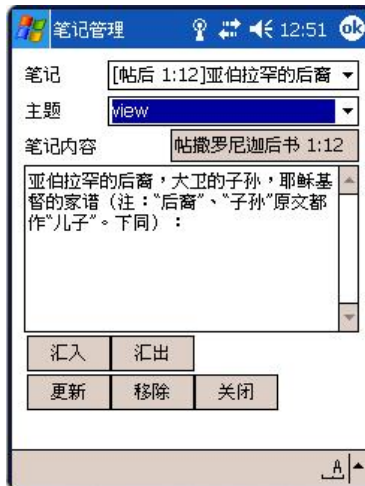 笔记管理 12:51 ok
笔记 [帖后 1:12]亚伯拉罕的后裔
主题 view
笔记内容 帖撒罗尼迦后书 1:12
亚伯拉罕的后裔，大卫的子孙，耶稣基
督的家谱（注：“后裔”、“子孙”原文都
作“儿子”。下同）：
汇入 汇出
更新 移除 关闭
A